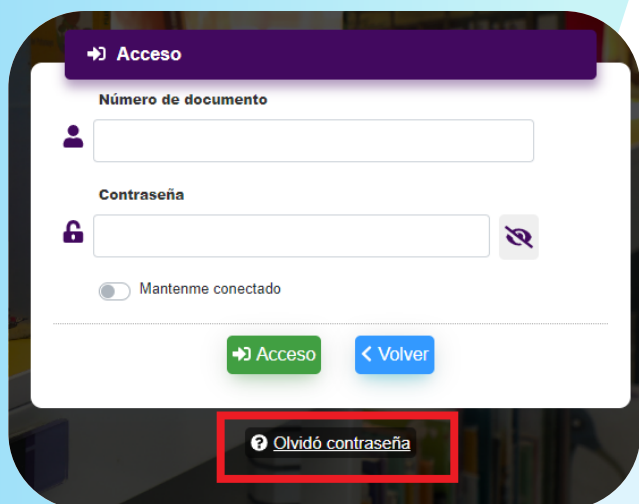 Acceso
Número de documento
Contraseña
Mantenme conectado
Acceso
Volver
Olvidó contraseña